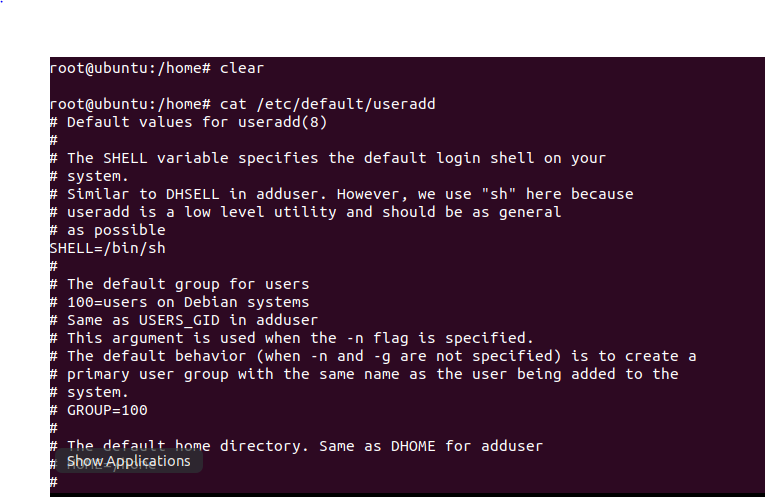 root@ubuntu:/home# clear
root@ubuntu:/home# cat /etc/default/useradd
# Default values for useradd(8)
#
# The SHELL variable specifies the default login shell on your
# system.
# Similar to DHSELL in adduser. However, we use "sh" here because
# useradd is a low level utility and should be as general
# as possible
SHELL=/bin/sh
#
# The default group for users
# 100=users on Debian systems
# Same as USERS_GID in adduser
# This argument is used when the -n flag is specified.
# The default behavior (when -n and -g are not specified) is to create a
# primary user group with the same name as the user being added to the
# system.
# GROUP=100
#
# The default home directory. Same as DHOME for adduser
# HOME=/home
Show Applications
#